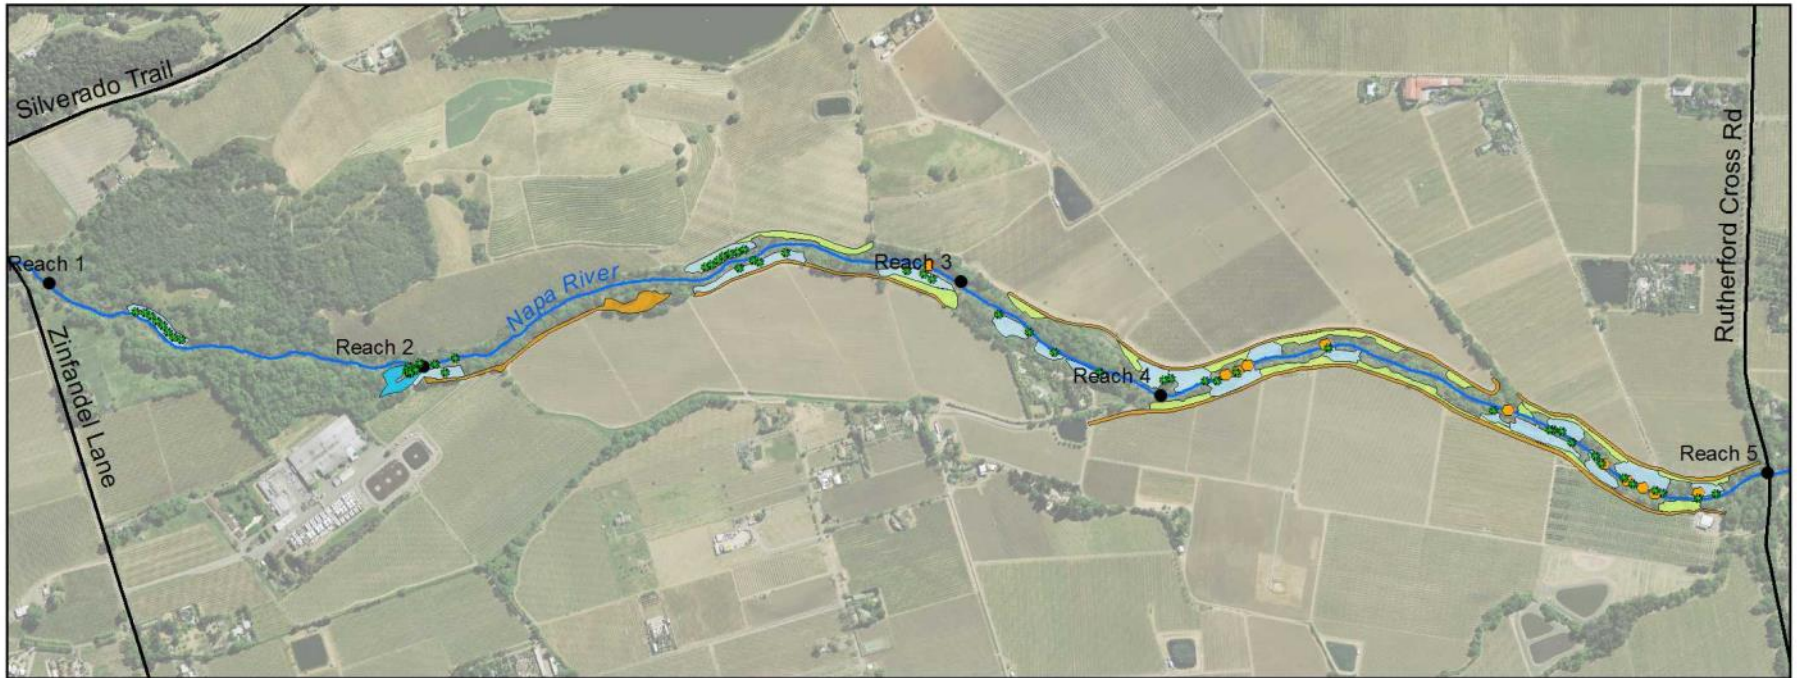 Silverado Trail
Rutherford Cross Rd
Reach 1
Napa River
Reach 3
Zinfandel Lane
Reach 2
Reach 4
Reach 5